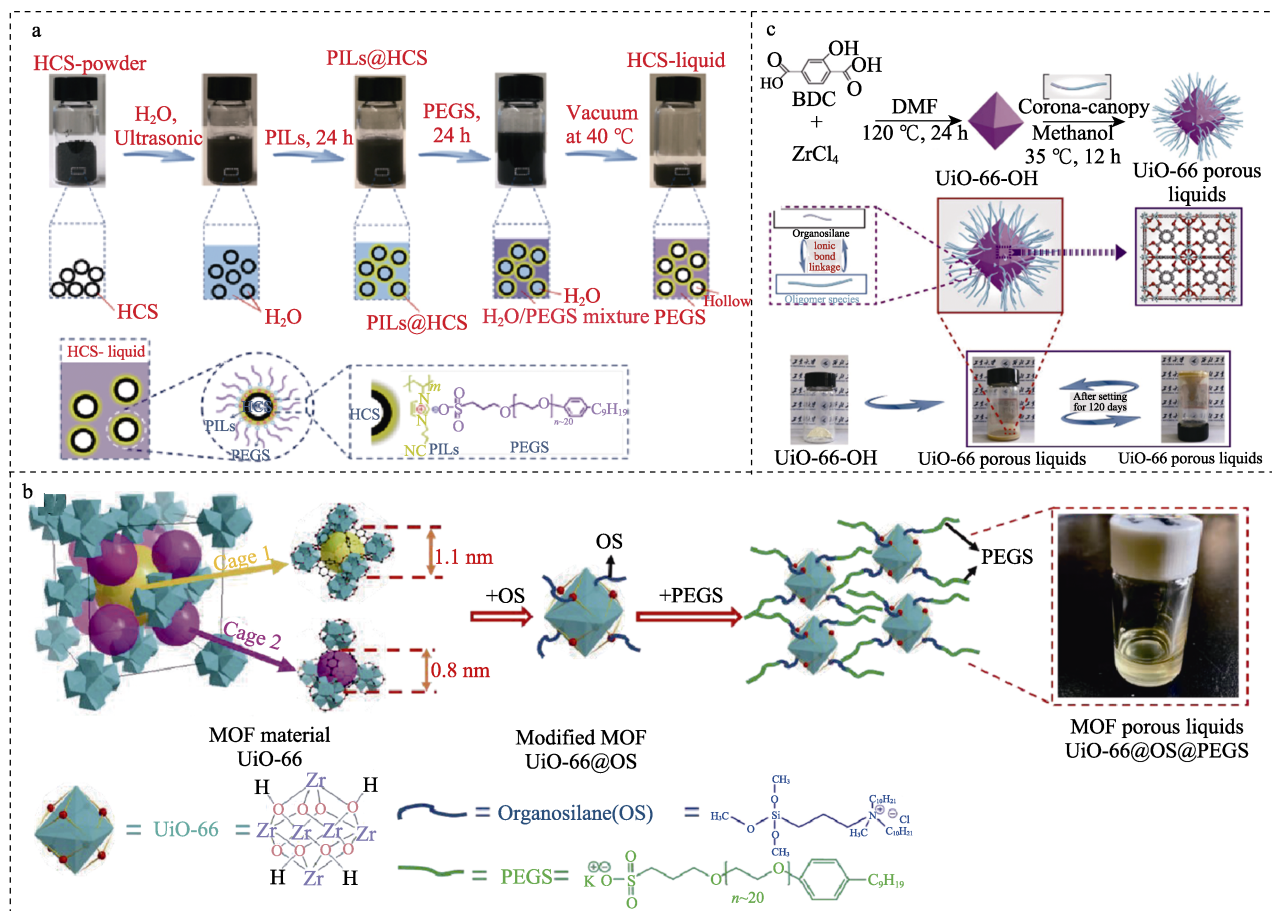 a
HCS-powder
H₂O,
Ultrasonic
PILs, 24 h
PILs@HCS
PEGS,
24 h
Vacuum
at 40 ℃
HCS-liquid
HCS
H₂O
PILs@HCS
H₂O
H₂O/PEGS mixture
Hollow
PEGS
HCS- liquid
HCS
PILs
PEGS
HCS
m
N
N
NC
PILs
O
O
S
O
O
O
n~20
C₉H₁₉
PEGS
c
OH
HO
O
OH
O
BDC
+
ZrCl₄
DMF
120 ℃, 24 h
UiO-66-OH
Corona-canopy
Methanol
35 ℃, 12 h
UiO-66 porous
liquids
Organosilane
Ionic
bond
linkage
Oligomer species
After setting
for 120 days
UiO-66-OH
UiO-66 porous liquids
UiO-66 porous liquids
b
Cage 1
Cage 2
1.1 nm
0.8 nm
MOF material
UiO-66
+OS
OS
Modified MOF
UiO-66@OS
+PEGS
PEGS
MOF porous liquids
UiO-66@OS@PEGS
= UiO-66 =
H Zr H
O O O O
Zr Zr Zr Zr
O O O O
H Zr H
= Organosilane(OS) =
CH₃
O
H₃C
O
Si
O
CH₃
C₁₀H₂₁
N
⊕ ⊖
Cl
H₃C
C₁₀H₂₁
= PEGS=
⊕⊖
K O
O
S
O
O
O
n~20
C₉H₁₉